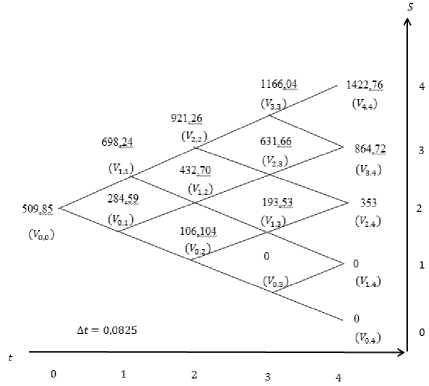 S
1166,04
1422,76
4
(V3.3)
(V4.4)
921,26
698,24
(V2,2)
631,66
864,72
3
(V1,1)
432,70
(V2.3)
(V3.4)
284,59
(V1,2)
193,53
353
2
509,85
(V0.1)
106,104
(V1.3)
(V2.4)
(V0,0)
(V0.2)
0
0
1
(V0.3)
(V1.4)
0
Δt = 0,0825
(V0.4)
0
t
0
1
2
3
4